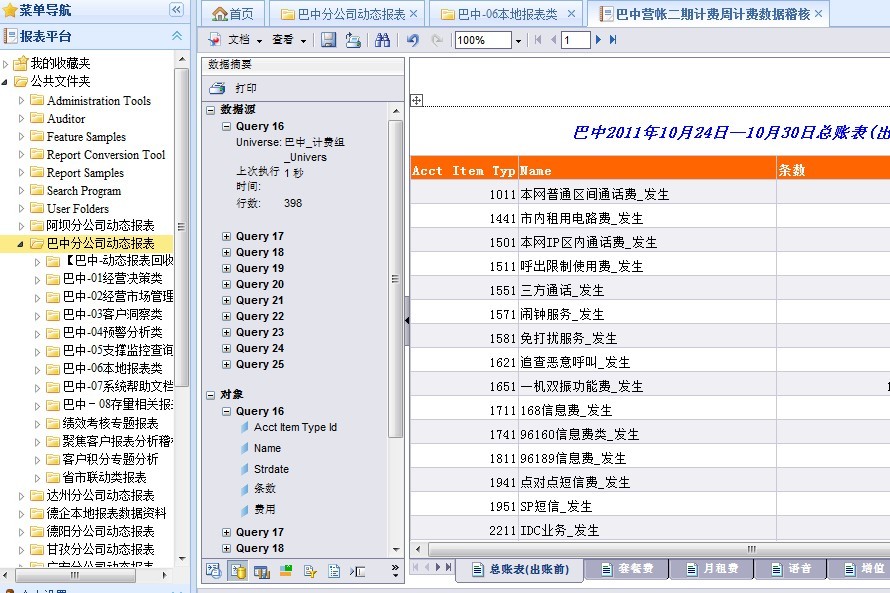 菜单导航
报表平台
我的收藏夹
公共文件夹
Administration Tools
Auditor
Feature Samples
Report Conversion Tool
Report Samples
Search Program
User Folders
阿坝分公司动态报表
巴中分公司动态报表
【巴中-动态报表回收
巴中-01经营决策类
巴中-02经营市场管理
巴中-03客户洞察类
巴中-04预警分析类
巴中-05支撑监控查询
巴中-06本地报表类
巴中-07系统帮助文档
巴中－08存量相关报
绩效考核专题报表
聚焦客户报表分析稽
客户积分专题分析
省市联动类报表
达州分公司动态报表
德企本地报表数据资料
德阳分公司动态报表
甘孜分公司动态报表
广安分公司动态报表
首页
巴中分公司动态报表
巴中-06本地报表类
巴中营帐二期计费周计费数据稽核
文档
查看
100%
1
数据摘要
打印
数据源
Query 16
Universe: 巴中_计费组
_Univers
上次执行时间: 1 秒
行数: 398
Query 17
Query 18
Query 19
Query 20
Query 21
Query 22
Query 23
Query 24
Query 25
对象
Query 16
Acct Item Type Id
Name
Strdate
条数
费用
Query 17
Query 18
巴中2011年10月24日—10月30日总账表(出
Acct Item Typ Name 条数
1011 本网普通区间通话费_发生
1441 市内租用电路费_发生
1501 本网IP区内通话费_发生
1511 呼出限制使用费_发生
1551 三方通话_发生
1571 闹钟服务_发生
1581 免打扰服务_发生
1621 追查恶意呼叫_发生
1651 一机双振功能费_发生 1
1711 168信息费_发生
1741 96160信息费类_发生
1811 96189信息费_发生
1941 点对点短信费_发生
1951 SP短信_发生
2211 IDC业务_发生
总账表(出账前)
套餐费
月租费
语音
增值